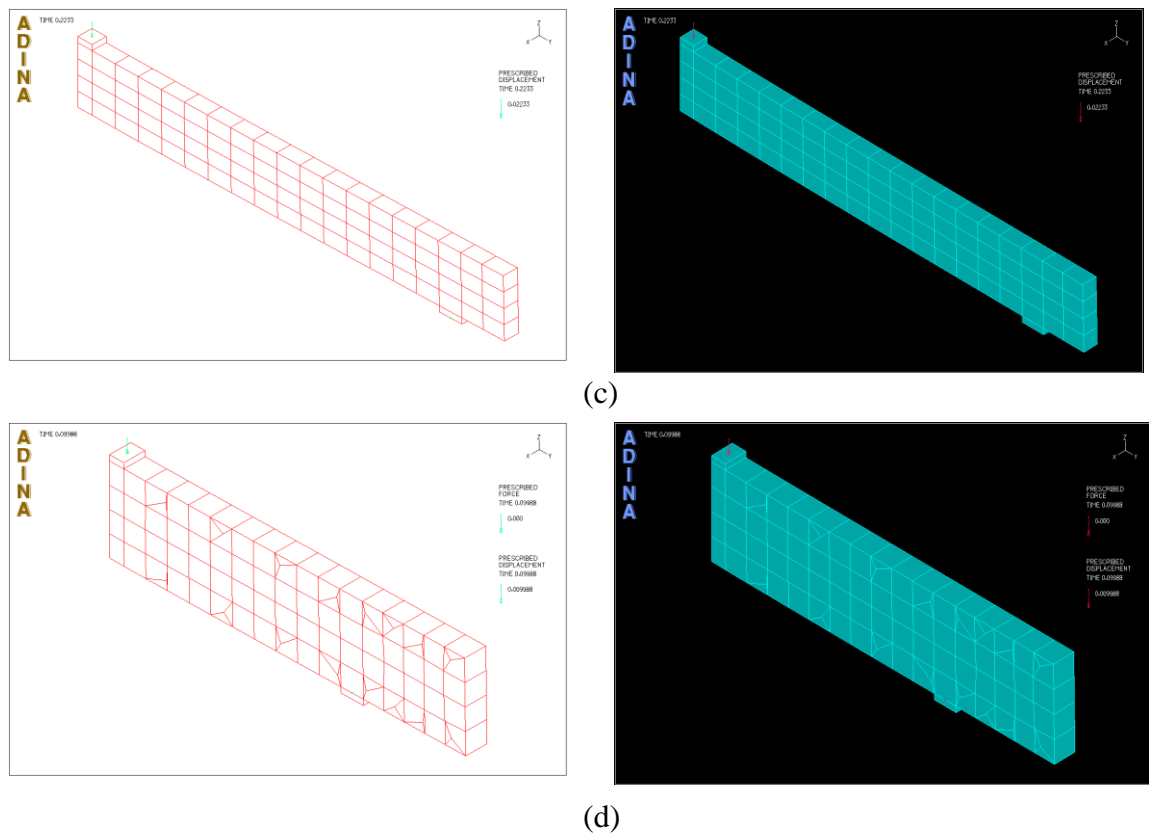 ADINA
TIME 0.2233
Z
X Y
PRESCRIBED
DISPLACEMENT
TIME 0.2233
0.02233
ADINA
TIME 0.2233
Z
X Y
PRESCRIBED
DISPLACEMENT
TIME 0.2233
0.02233
(c)
ADINA
TIME 0.09988
Z
X Y
PRESCRIBED
FORCE
TIME 0.09988
0.000
PRESCRIBED
DISPLACEMENT
TIME 0.09988
0.009988
ADINA
TIME 0.09988
Z
X Y
PRESCRIBED
FORCE
TIME 0.09988
0.000
PRESCRIBED
DISPLACEMENT
TIME 0.09988
0.009988
(d)